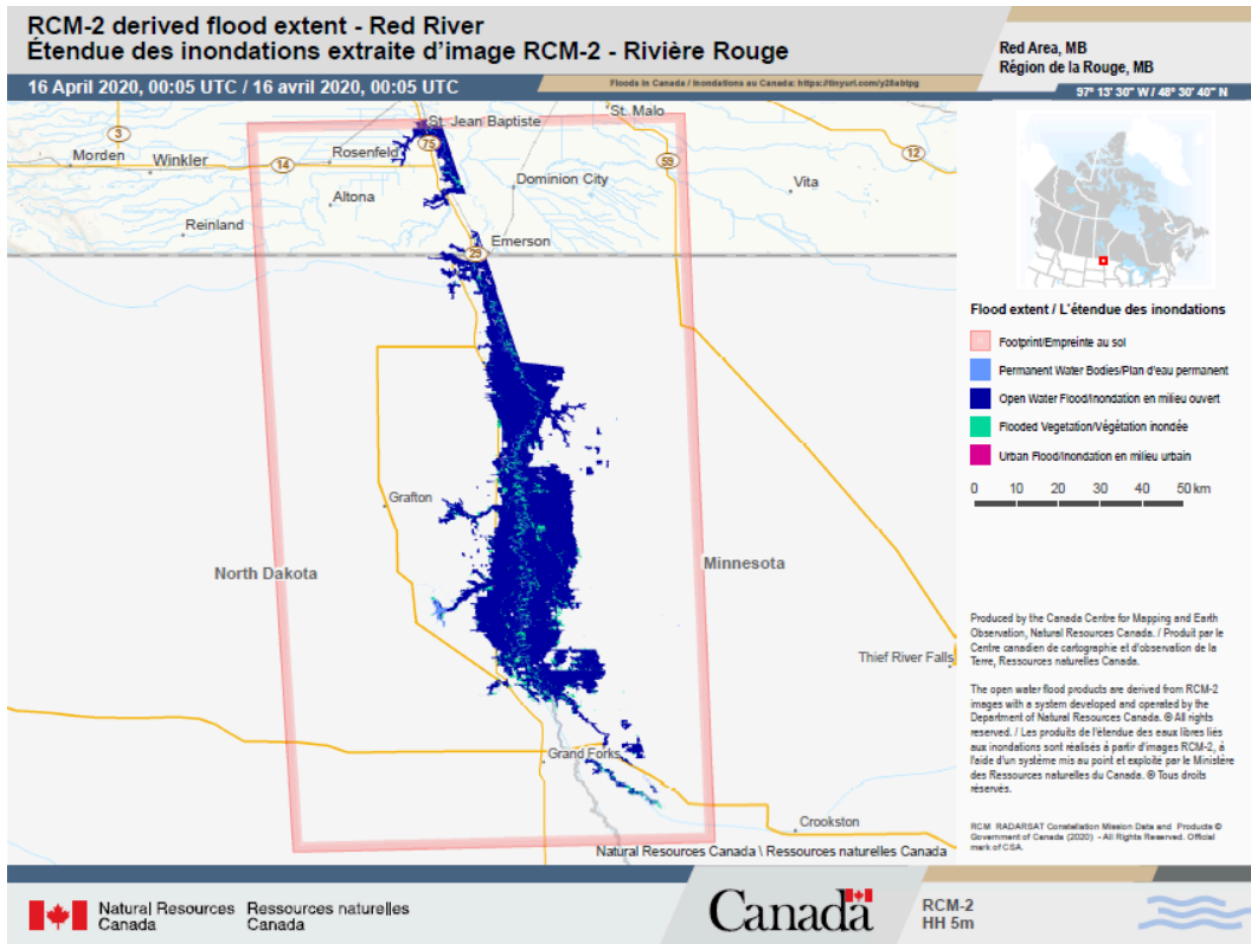 RCM-2 derived flood extent - Red River
Étendue des inondations extraite d'image RCM-2 - Rivière Rouge
Red Area, MB
Région de la Rouge, MB
16 April 2020, 00:05 UTC / 16 avril 2020, 00:05 UTC
Floods in Canada / Inondations au Canada:
97° 13' 30" W / 48° 30' 40" N
St. Jean Baptiste
St. Malo
3
75
Morden
Winkler
14
Rosenfeld
59
12
Dominion City
Vita
Altona
Reinland
Emerson
29
Grafton
North Dakota
Minnesota
Thief River Falls
Grand Forks
Crookston
Natural Resources Canada \ Ressources naturelles Canada
Flood extent / L'étendue des inondations
Footprint/Empreinte au sol
Permanent Water Bodies/Plan d'eau permanent
Open Water Flood/Inondation en milieu ouvert
Flooded Vegetation/Végétation inondée
Urban Flood/Inondation en milieu urbain
0 10 20 30 40 50 km
Produced by the Canada Centre for Mapping and Earth
Observation, Natural Resources Canada. / Produit par le
Centre canadien de cartographie et d'observation de la
Terre, Ressources naturelles Canada.
The open water flood products are derived from RCM-2
images with a system developed and operated by the
Department of Natural Resources Canada. © All rights
reserved. / Les produits de l'étendue des eaux libres liés
aux inondations sont réalisés à partir d'images RCM-2, à
l'aide d'un système mis au point et exploité par le Ministère
des Ressources naturelles du Canada. © Tous droits
réservés.
RCM RADARSAT Constellation Mission Data and Products ©
Government of Canada (2020) - All Rights Reserved. Official
mark of CSA.
Natural Resources
Canada
Ressources naturelles
Canada
Canada
RCM-2
HH 5m